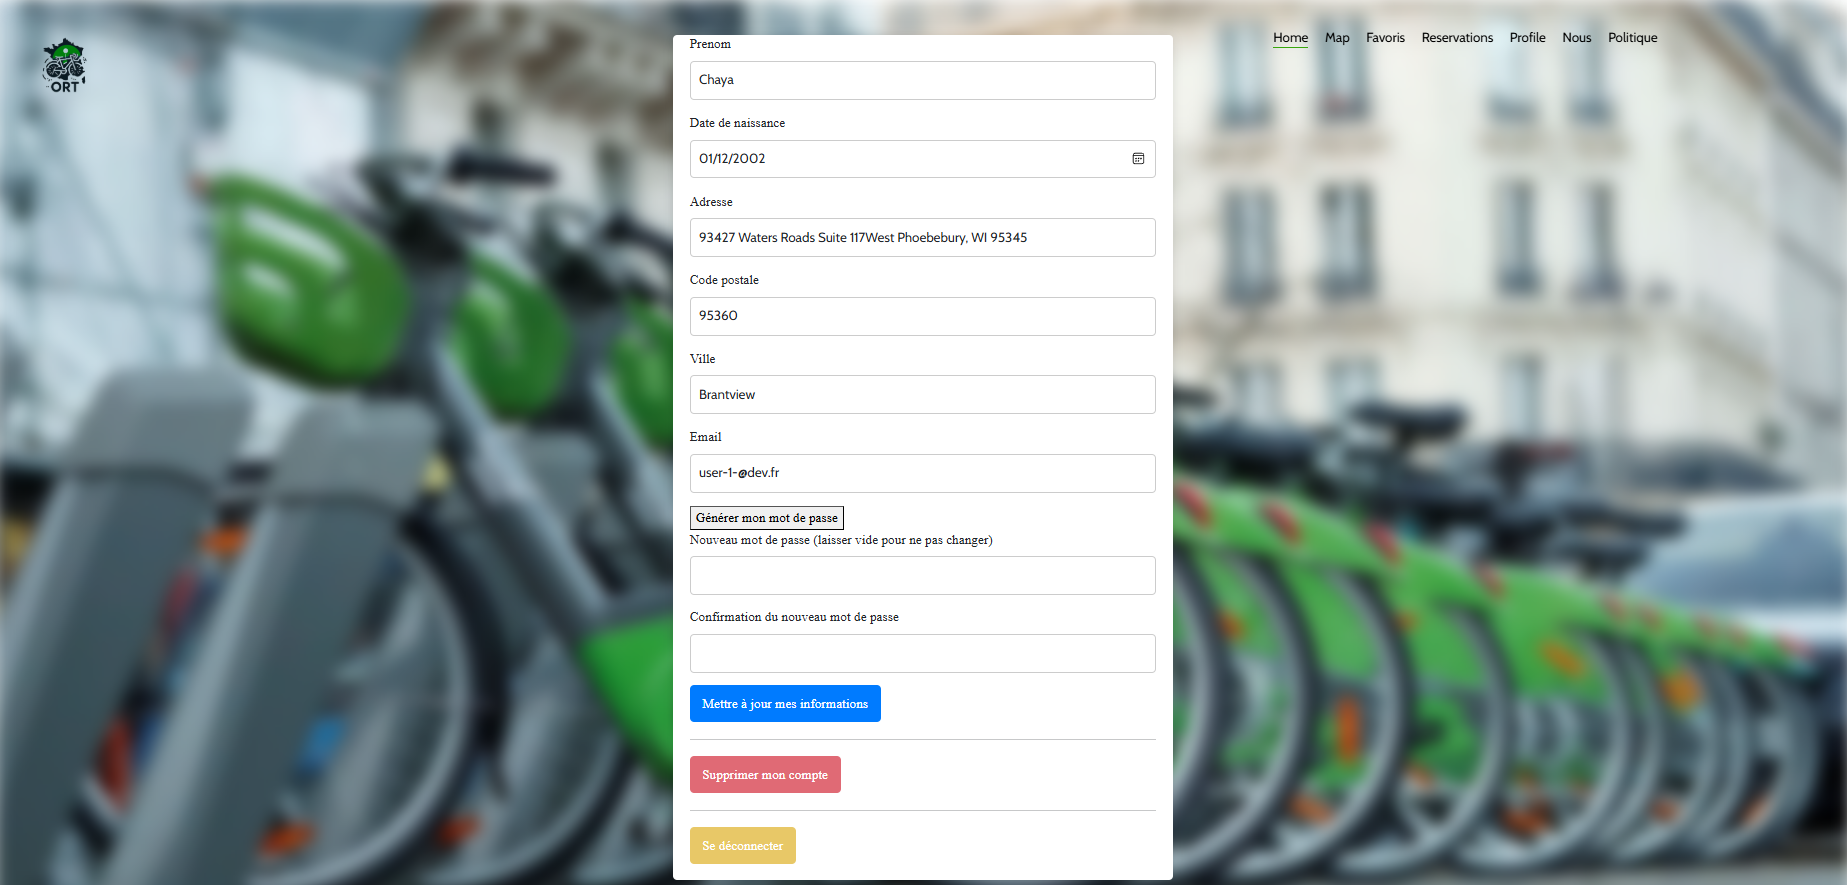 ORT
Home Map Favoris Reservations Profile Nous Politique
Prenom
Chaya
Date de naissance
01/12/2002
Adresse
93427 Waters Roads Suite 117West Phoebebury, WI 95345
Code postale
95360
Ville
Brantview
Email
user-1-@dev.fr
Générer mon mot de passe
Nouveau mot de passe (laisser vide pour ne pas changer)
Confirmation du nouveau mot de passe
Mettre à jour mes informations
Supprimer mon compte
Se déconnecter